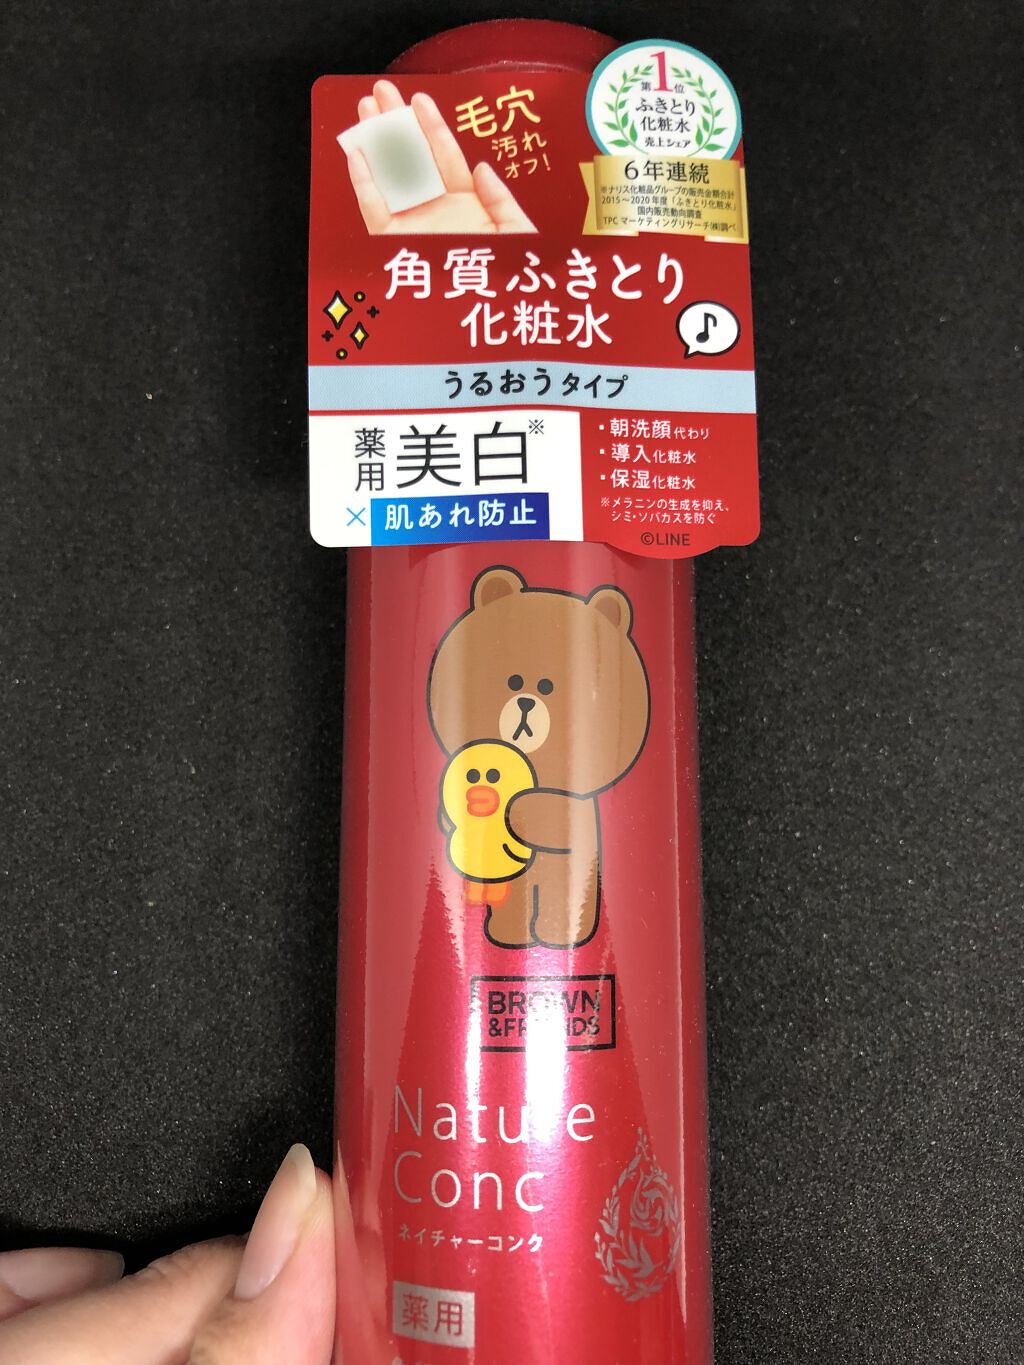 毛穴
汚れ
オフ!
第1位
ふきとり
化粧水
売上シェア
6年連続
※ナリス化粧品グループの販売金額合計
2015～2020年度「ふきとり化粧水」
国内販売動向調査
TPCマーケティングリサーチ㈱調べ
角質ふきとり
化粧水
うるおうタイプ
薬用美白※
×肌あれ防止
・朝洗顔代わり
・導入化粧水
・保湿化粧水
※メラニンの生成を抑え、
シミ・ソバカスを防ぐ
©LINE
BROWN
&FRIENDS
Nature
Conc
ネイチャーコンク
薬用